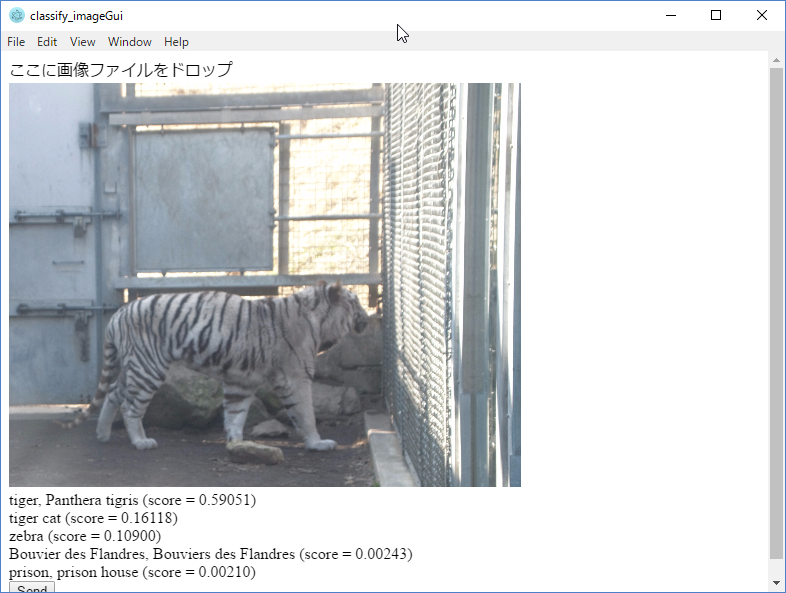 classify_imageGui
File Edit View Window Help
ここに画像ファイルをドロップ
tiger, Panthera tigris (score = 0.59051)
tiger cat (score = 0.16118)
zebra (score = 0.10900)
Bouvier des Flandres, Bouviers des Flandres (score = 0.00243)
prison, prison house (score = 0.00210)
Send